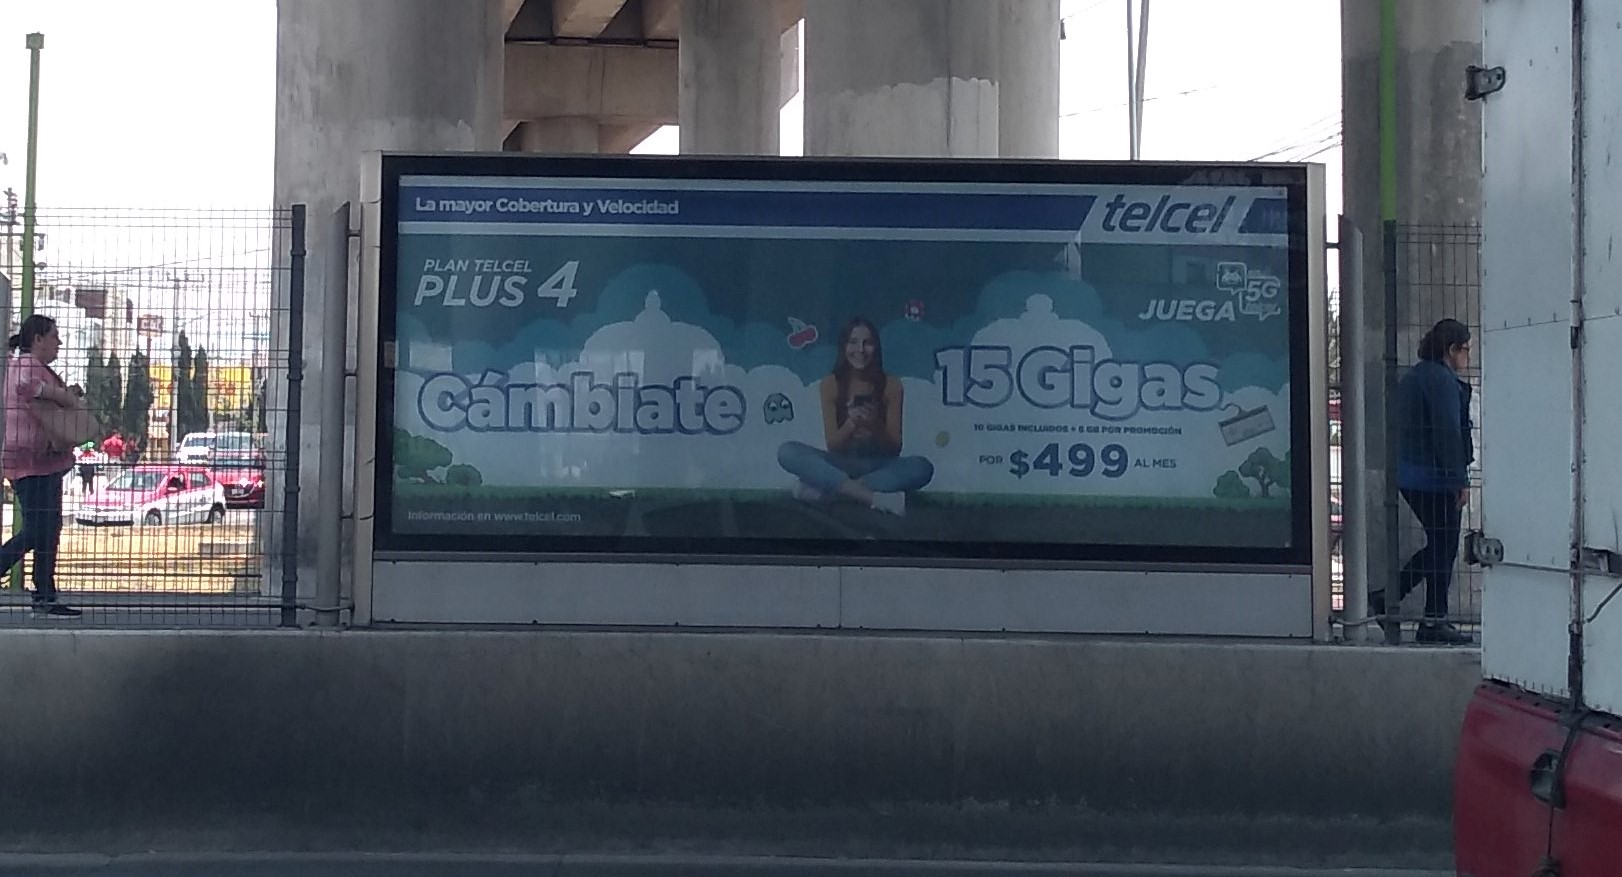 La mayor Cobertura y Velocidad
telcel
PLAN TELCEL
PLUS 4
JUEGA
5G
Cámbiate
15 Gigas
10 GIGAS INCLUIDOS + 5 GB POR PROMOCIÓN
POR $499 AL MES
Información en www.telcel.com